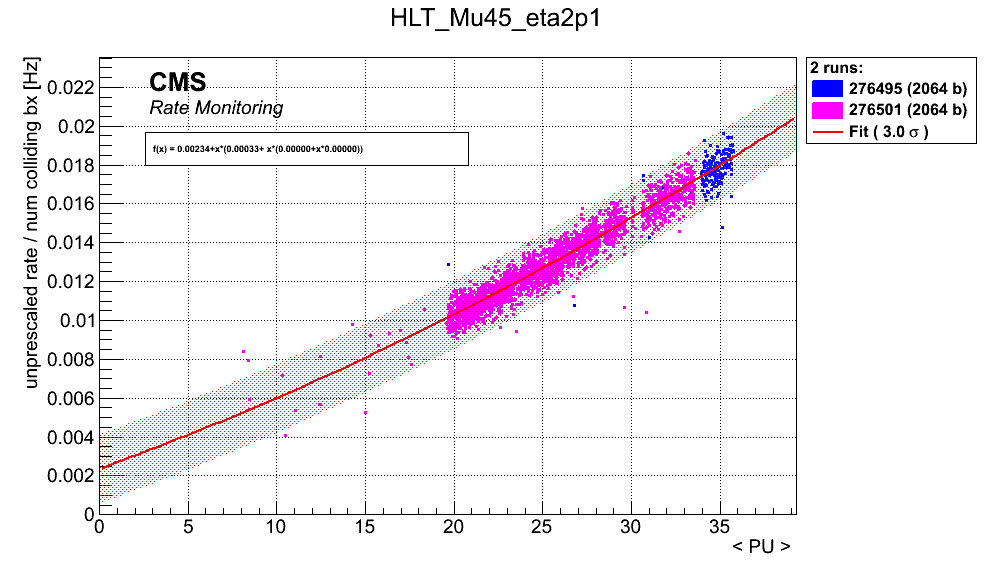 HLT_Mu45_eta2p1
unprescaled rate / num colliding bx [Hz]
CMS
Rate Monitoring
f(x) = 0.00234+x*(0.00033+ x*(0.00000+x*0.00000))
2 runs:
276495 (2064 b)
276501 (2064 b)
Fit ( 3.0 σ )
0.022
0.02
0.018
0.016
0.014
0.012
0.01
0.008
0.006
0.004
0.002
0
0 5 10 15 20 25 30 35
< PU >